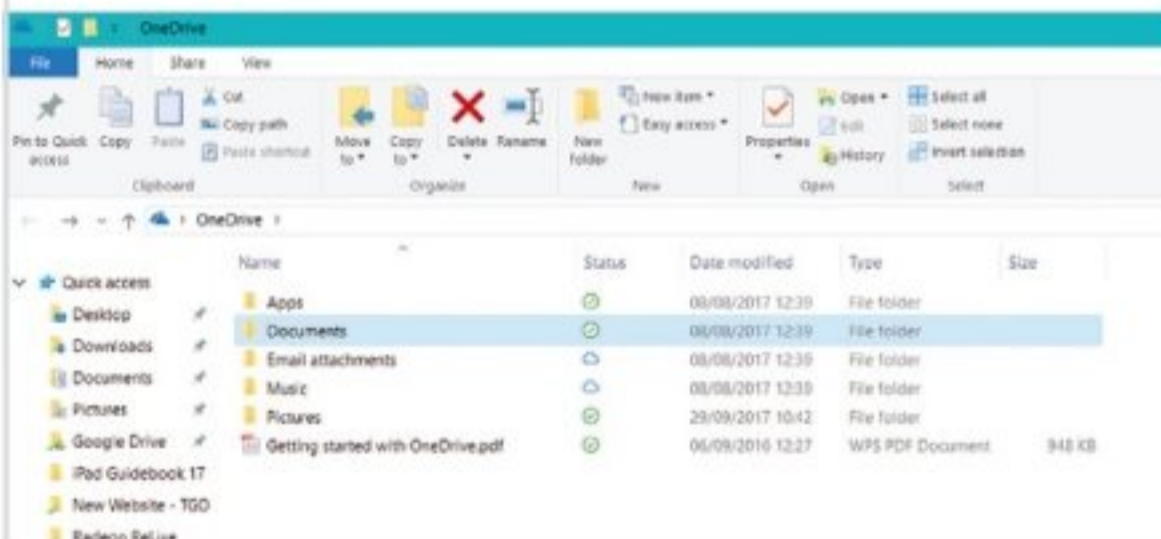 OneDrive
File Home Share View
Pin to Quick access
Copy
Paste
Cut
Copy path
Paste shortcut
Clipboard
Move to
Copy to
Delete
Rename
Organize
New folder
New item
Easy access
New
Properties
Open
Edit
History
Open
Select all
Select none
Invert selection
Select
OneDrive
Name Status Date modified Type Size
Quick access
Desktop
Downloads
Documents
Pictures
Google Drive
iPad Guidebook 17
New Website - TGO
Radeon ReLive
Apps 08/08/2017 12:39 File folder
Documents 08/08/2017 12:39 File folder
Email attachments 08/08/2017 12:39 File folder
Music 08/08/2017 12:39 File folder
Pictures 29/09/2017 10:42 File folder
Getting started with OneDrive.pdf 06/09/2016 12:27 WPS PDF Document 948 KB